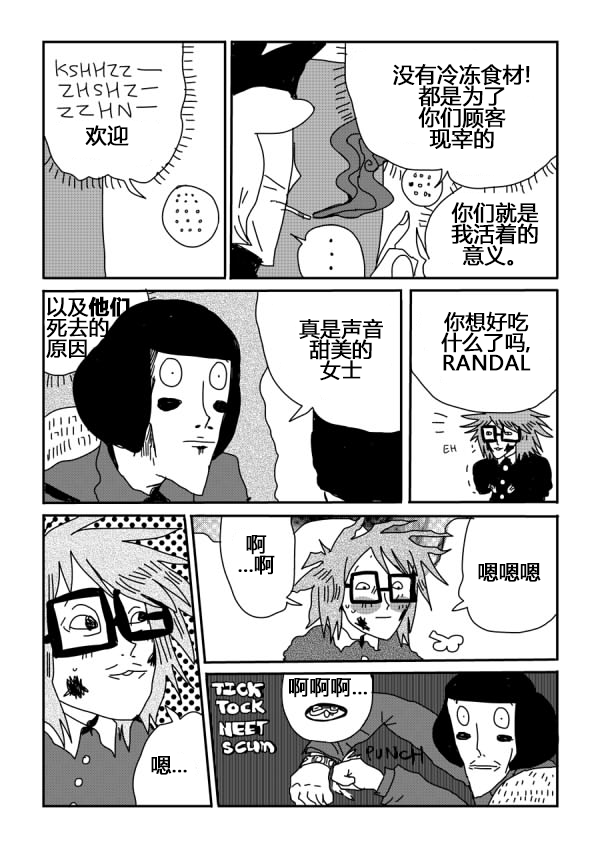 KSHHZZ—
ZHSHZ—
ZZHN—
欢迎
没有冷冻食材!
都是为了
你们顾客
现宰的
你们就是
我活着的
意义。
...
以及他们
死去的
原因
真是声音
甜美的
女士
你想好吃
什么了吗,
RANDAL
EH
嗯...
啊
...啊
嗯嗯嗯
TICK
TOCK
NEET
SCUM
啊啊啊...
PUNCH